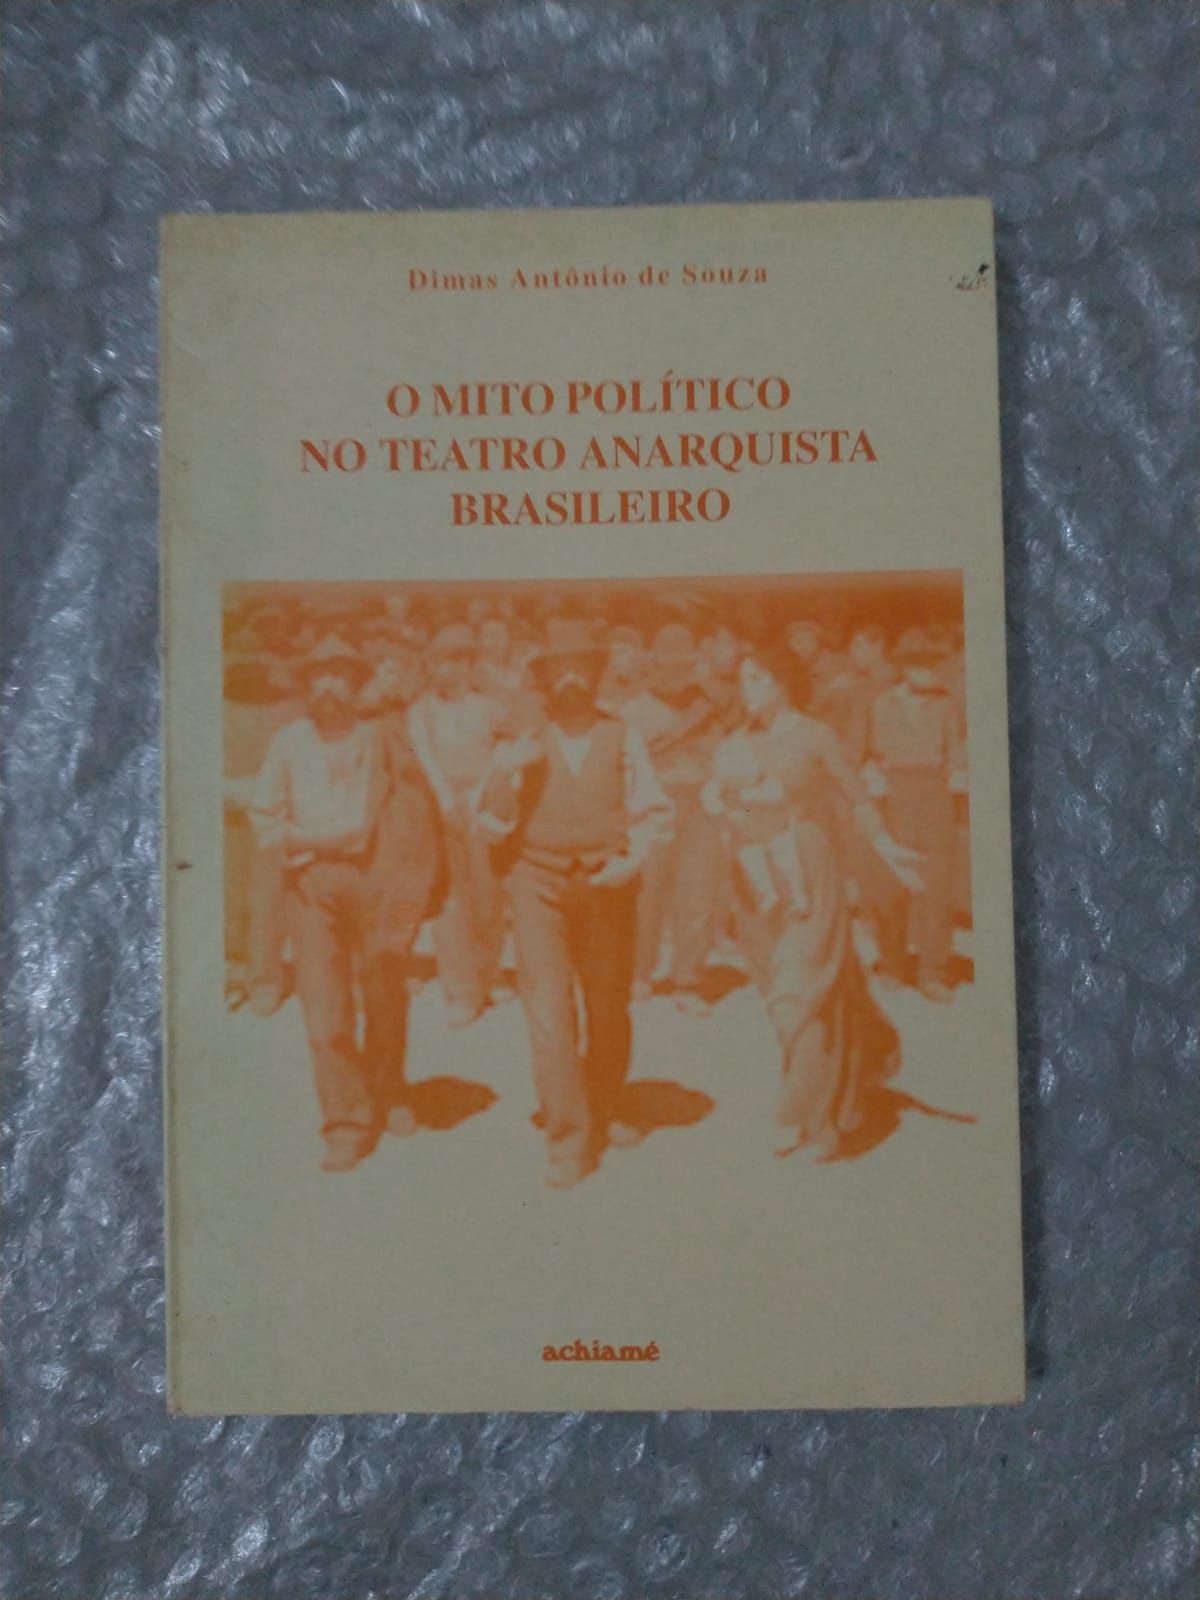 Dimas Antônio de Souza
O MITO POLÍTICO
NO TEATRO ANARQUISTA
BRASILEIRO
achiamé